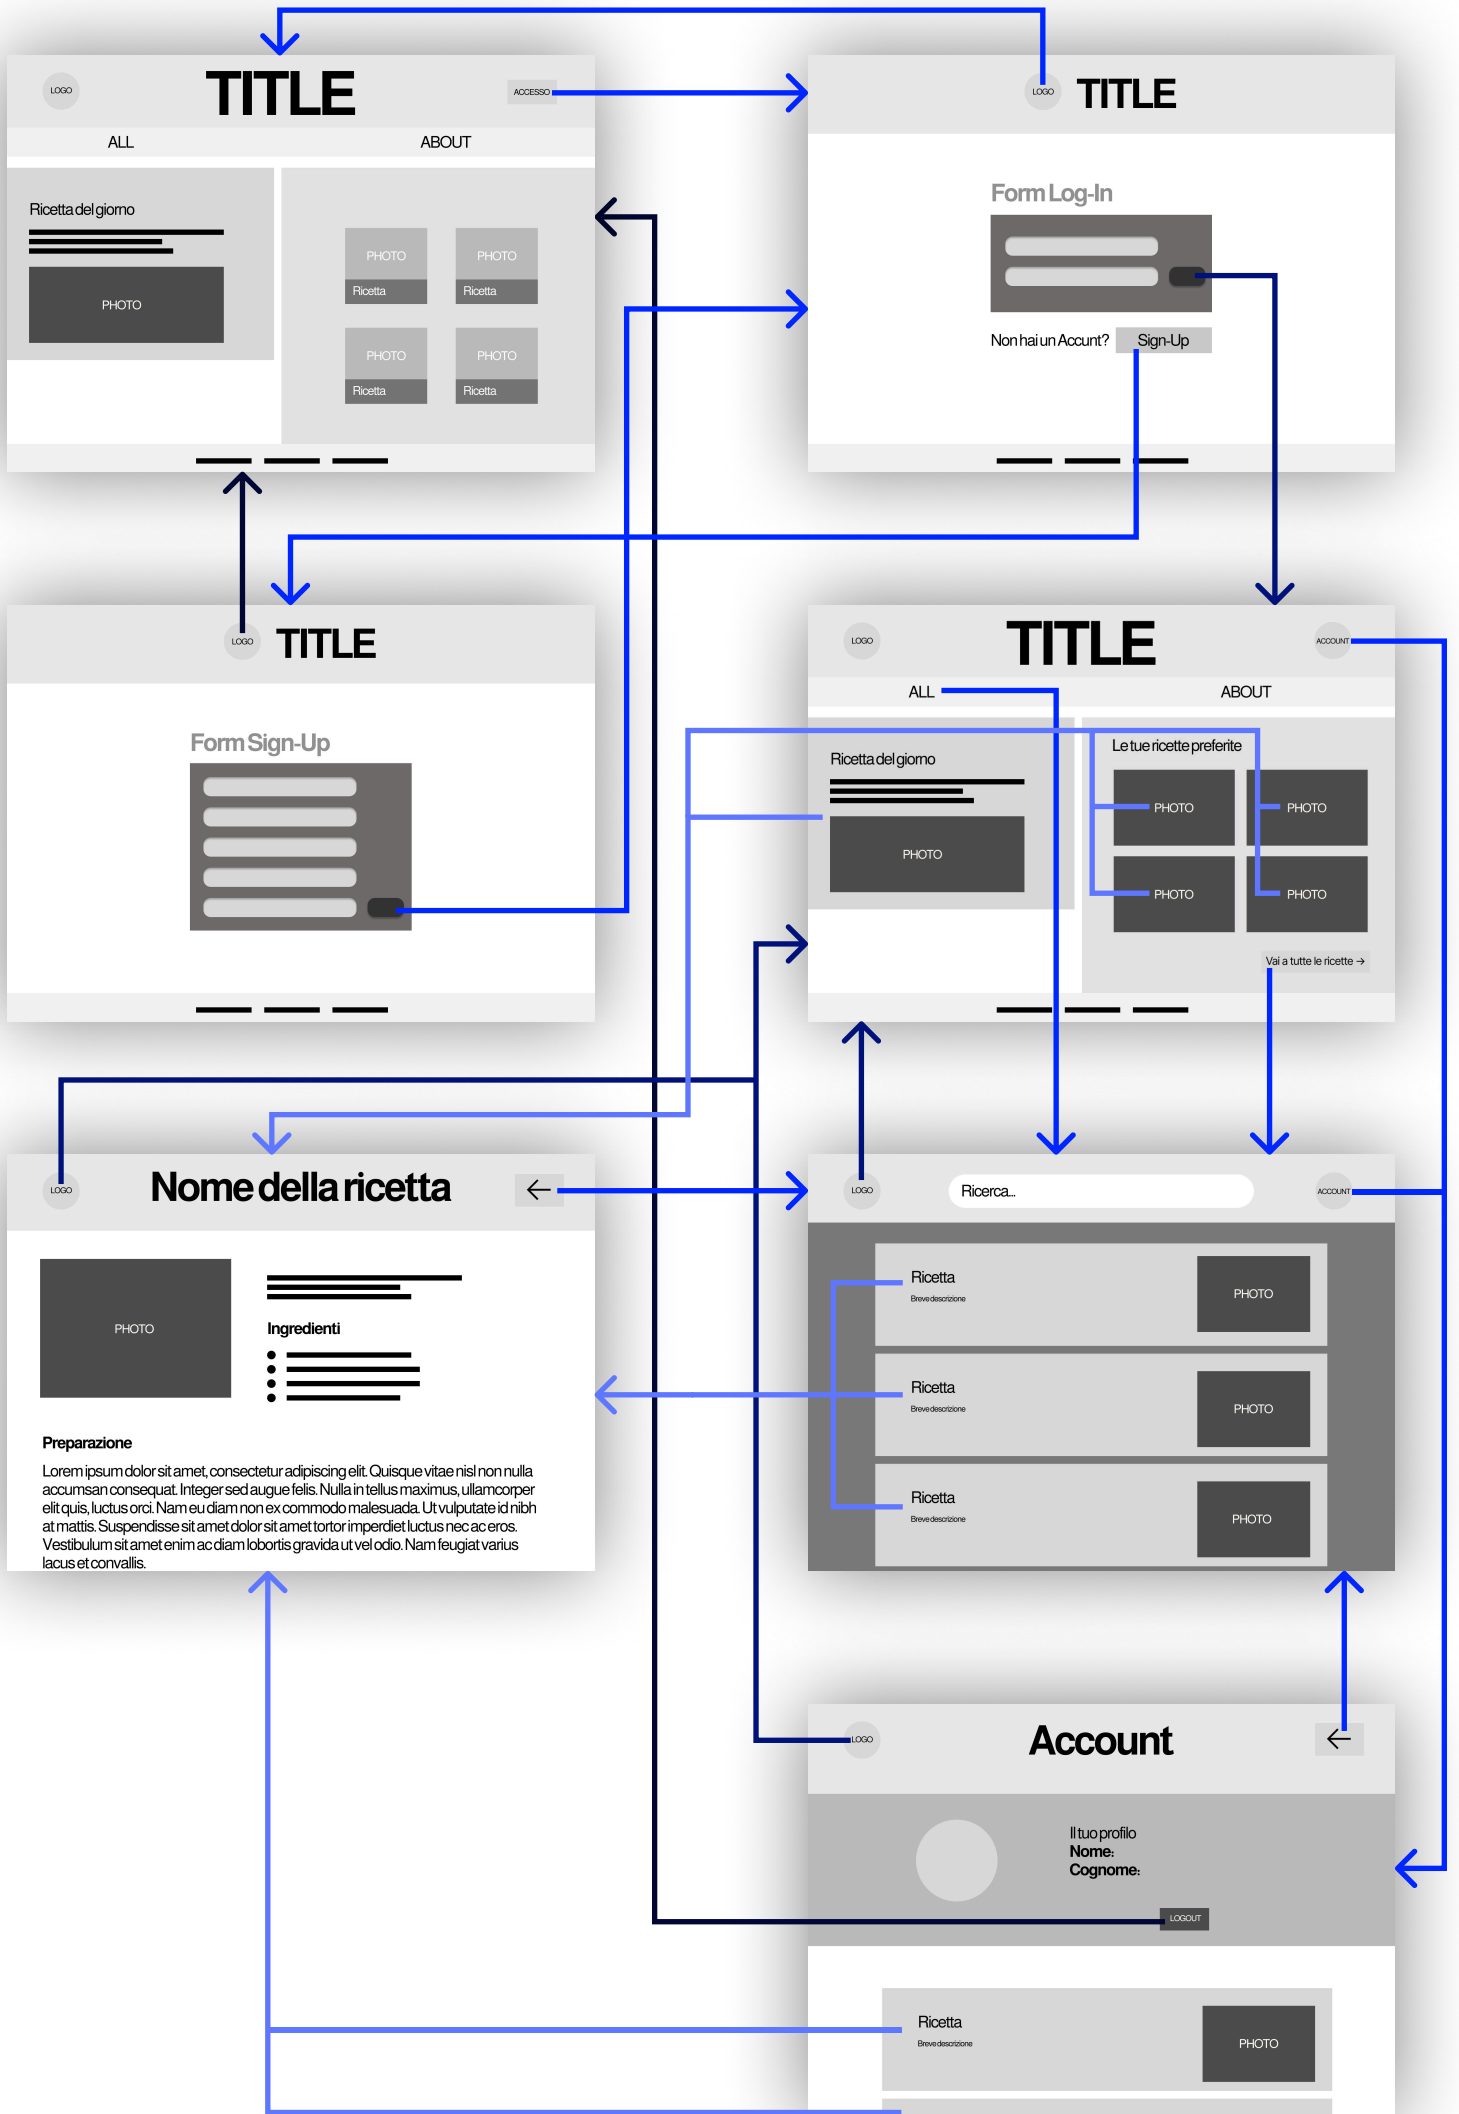 LOGO
TITLE
ACCESSO
ALL
ABOUT
Ricetta del giorno
PHOTO
PHOTO
Ricetta
PHOTO
Ricetta
PHOTO
Ricetta
PHOTO
Ricetta
LOGO
TITLE
Form Log-In
Non hai un Accunt?
Sign-Up
LOGO
TITLE
Form Sign-Up
LOGO
TITLE
ACCOUNT
ALL
ABOUT
Ricetta del giorno
PHOTO
Le tue ricette preferite
PHOTO
PHOTO
PHOTO
PHOTO
Vai a tutte le ricette →
LOGO
Nome della ricetta
PHOTO
Ingredienti
Preparazione
Lorem ipsum dolor sit amet, consectetur adipiscing elit. Quisque vitae nisl non nulla
accumsan consequat. Integer sed augue felis. Nulla in tellus maximus, ullamcorper
elit quis, luctus orci. Nam eu diam non ex commodo malesuada. Ut vulputate id nibh
at mattis. Suspendisse sit amet dolor sit amet tortor imperdiet luctus nec ac eros.
Vestibulum sit amet enim ac diam lobortis gravida ut vel odio. Nam feugiat varius
lacus et convallis.
LOGO
Ricerca...
ACCOUNT
Ricetta
Breve descrizione
PHOTO
Ricetta
Breve descrizione
PHOTO
Ricetta
Breve descrizione
PHOTO
LOGO
Account
Il tuo profilo
Nome:
Cognome:
LOGOUT
Ricetta
Breve descrizione
PHOTO